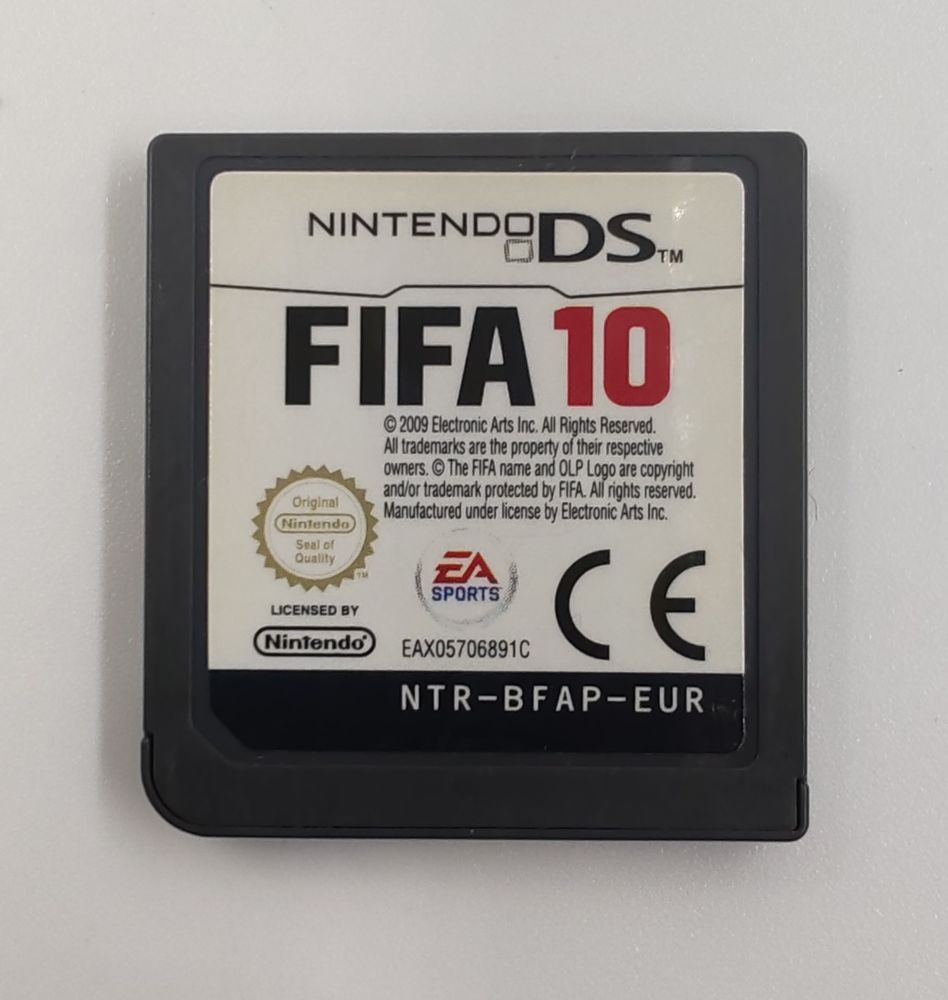 NINTENDO DS™
FIFA 10
© 2009 Electronic Arts Inc. All Rights Reserved.
All trademarks are the property of their respective
owners. © The FIFA name and OLP Logo are copyright
and/or trademark protected by FIFA. All rights reserved.
Manufactured under license by Electronic Arts Inc.
Original
Nintendo
Seal of
Quality
TM
EA
SPORTS
CE
LICENSED BY
Nintendo®
EAX05706891C
NTR-BFAP-EUR